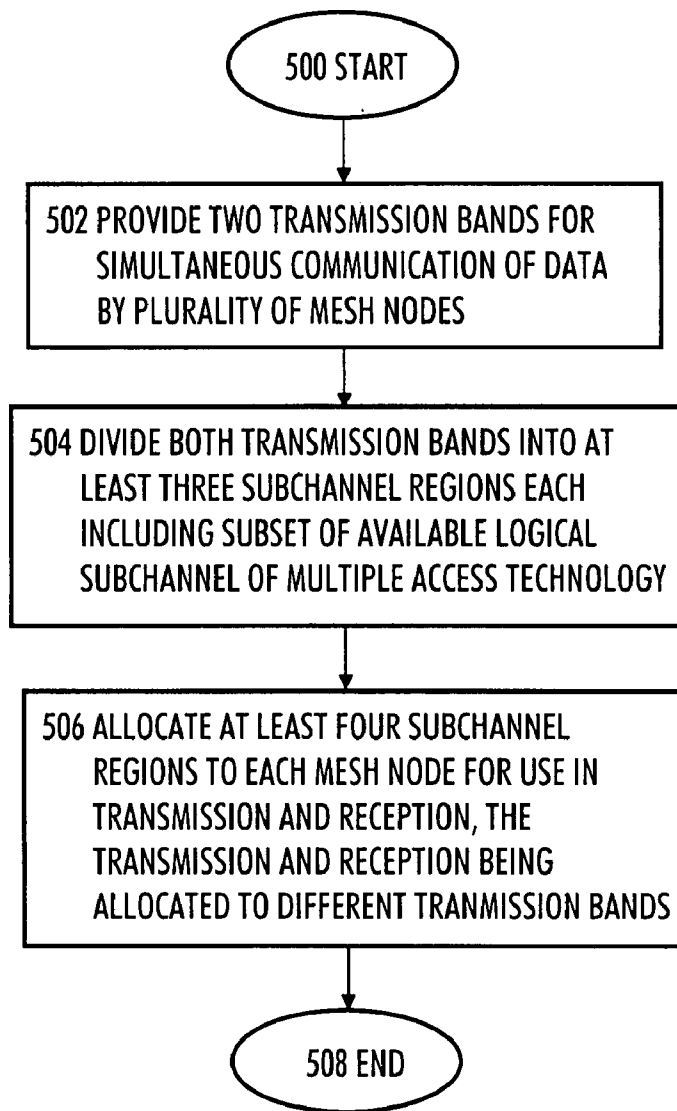 500 START
502 PROVIDE TWO TRANSMISSION BANDS FOR
SIMULTANEOUS COMMUNICATION OF DATA
BY PLURALITY OF MESH NODES
504 DIVIDE BOTH TRANSMISSION BANDS INTO AT
LEAST THREE SUBCHANNEL REGIONS EACH
INCLUDING SUBSET OF AVAILABLE LOGICAL
SUBCHANNEL OF MULTIPLE ACCESS TECHNOLOGY
506 ALLOCATE AT LEAST FOUR SUBCHANNEL
REGIONS TO EACH MESH NODE FOR USE IN
TRANSMISSION AND RECEPTION, THE
TRANSMISSION AND RECEPTION BEING
ALLOCATED TO DIFFERENT TRANMISSION BANDS
508 END